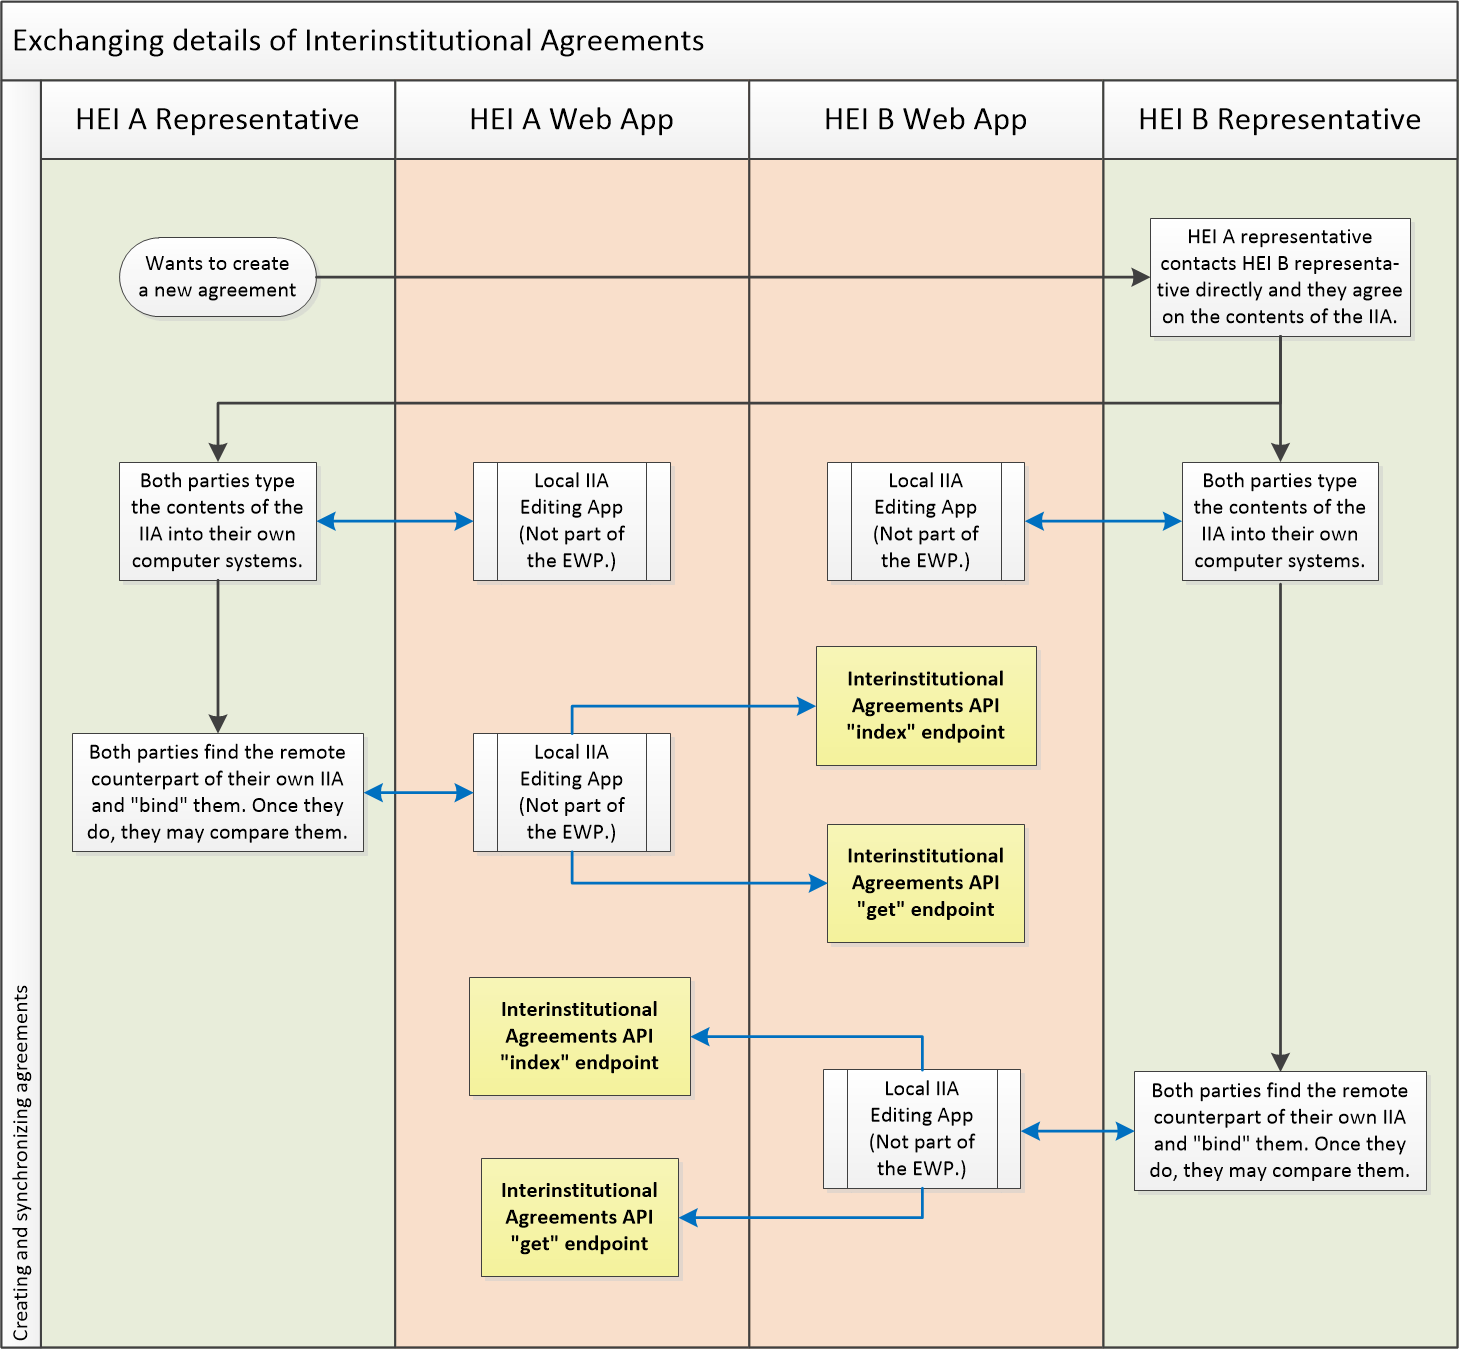 Exchanging details of Interinstitutional Agreements
HEI A Representative
HEI A Web App
HEI B Web App
HEI B Representative
Wants to create
a new agreement
HEI A representative
contacts HEI B representa-
tive directly and they agree
on the contents of the IIA.
Both parties type
the contents of the
IIA into their own
computer systems.
Local IIA
Editing App
(Not part of
the EWP.)
Local IIA
Editing App
(Not part of
the EWP.)
Both parties type
the contents of the
IIA into their own
computer systems.
Interinstitutional
Agreements API
"index" endpoint
Both parties find the remote
counterpart of their own IIA
and "bind" them. Once they
do, they may compare them.
Local IIA
Editing App
(Not part of
the EWP.)
Interinstitutional
Agreements API
"get" endpoint
Interinstitutional
Agreements API
"index" endpoint
Local IIA
Editing App
(Not part of
the EWP.)
Both parties find the remote
counterpart of their own IIA
and "bind" them. Once they
do, they may compare them.
Interinstitutional
Agreements API
"get" endpoint
Creating and synchronizing agreements